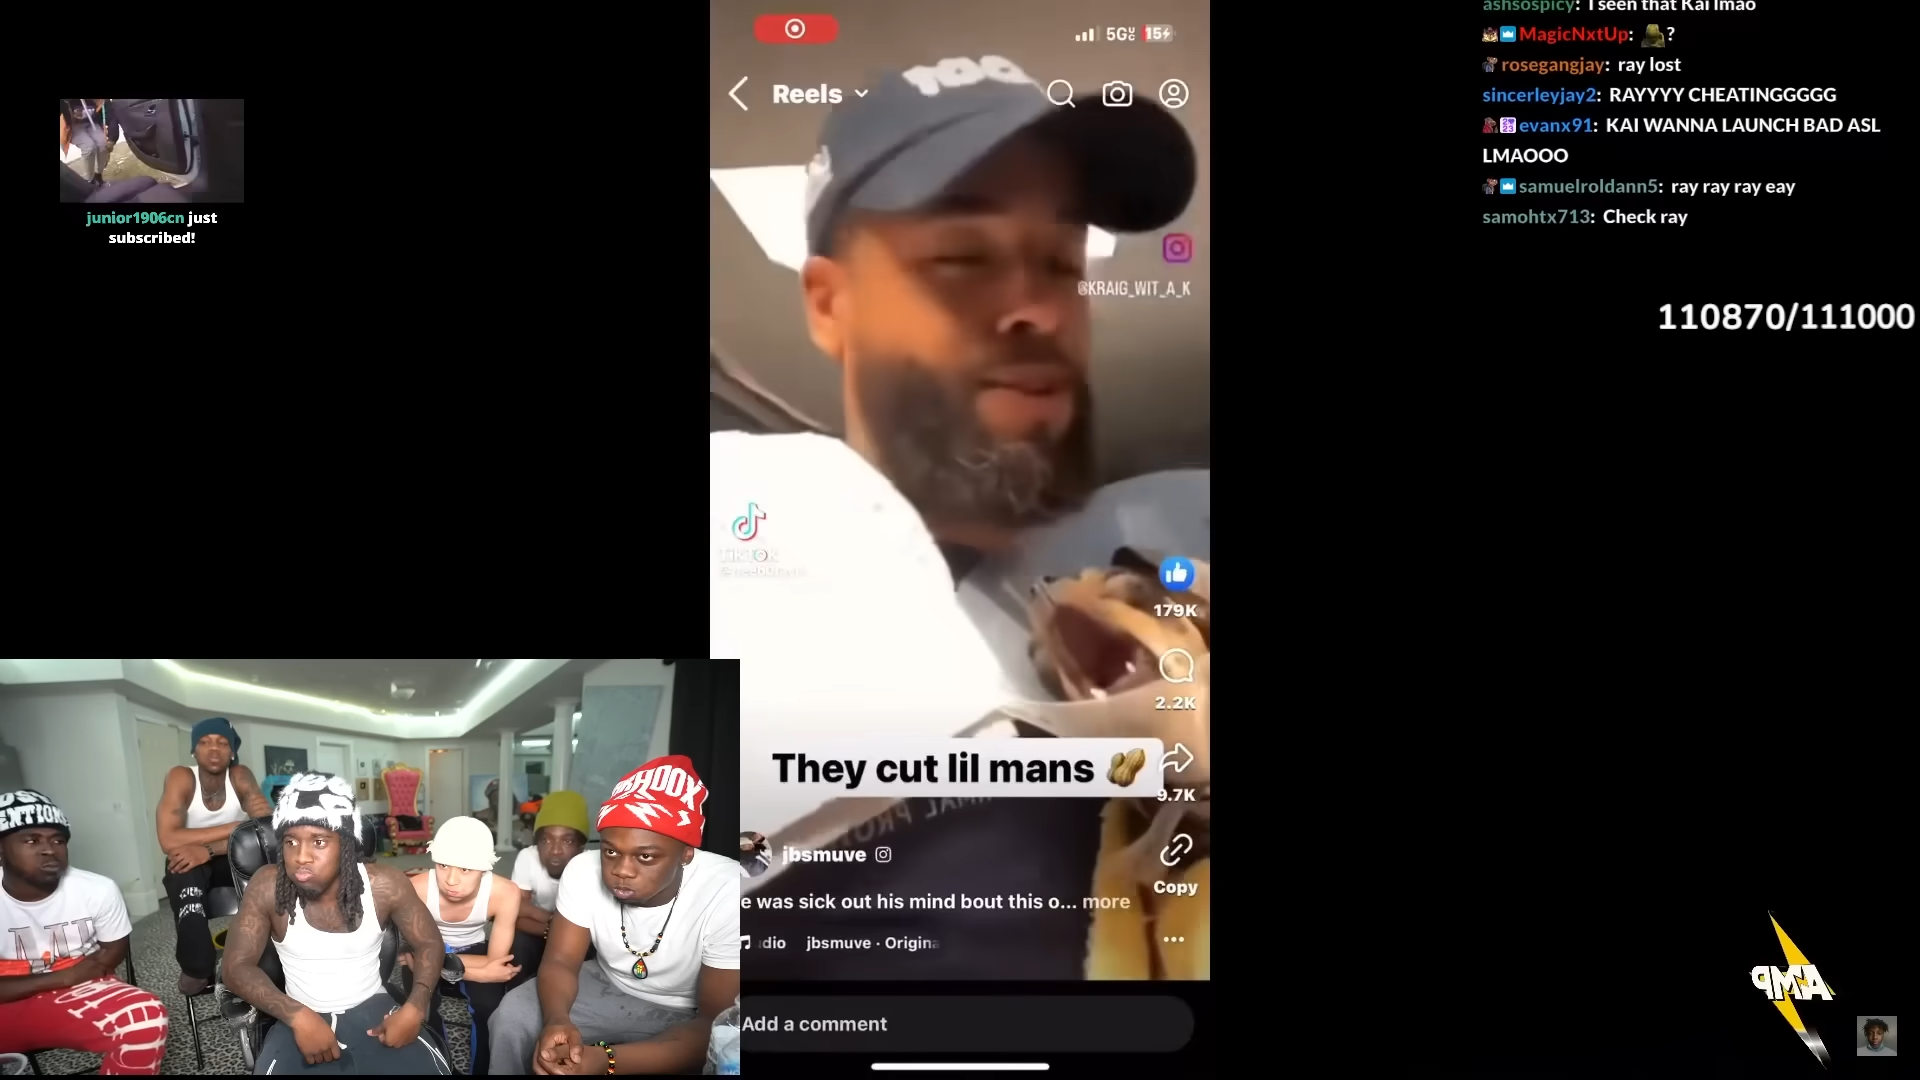 ashsospicy: I seen that Kai lmao
MagicNxtUp: ?
rosegangjay: ray lost
sincerleyjay2: RAYYYY CHEATINGGGGG
evanx91: KAI WANNA LAUNCH BAD ASL
LMAOOO
samuelroldann5: ray ray ray eay
samohtx713: Check ray
110870/111000
junior1906cn just
subscribed!
5G
15
Reels
@KRAIG_WIT_A_K
TikTok
179K
2.2K
They cut lil mans
9.7K
jbsmuve
Copy
e was sick out his mind bout this o... more
dio jbsmuve · Origina
Add a comment
AMP